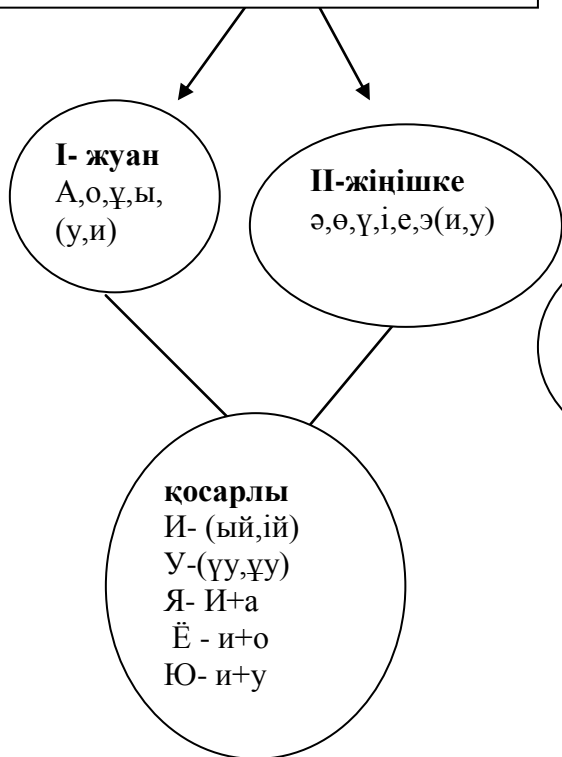 I- жуан
А,о,ұ,ы,
(у,и)
II-жіңішке
ә,ө,ү,і,е,э(и,у)
қосарлы
И- (ый,ій)
У-(үу,ұу)
Я- И+а
Ё - и+о
Ю- и+у